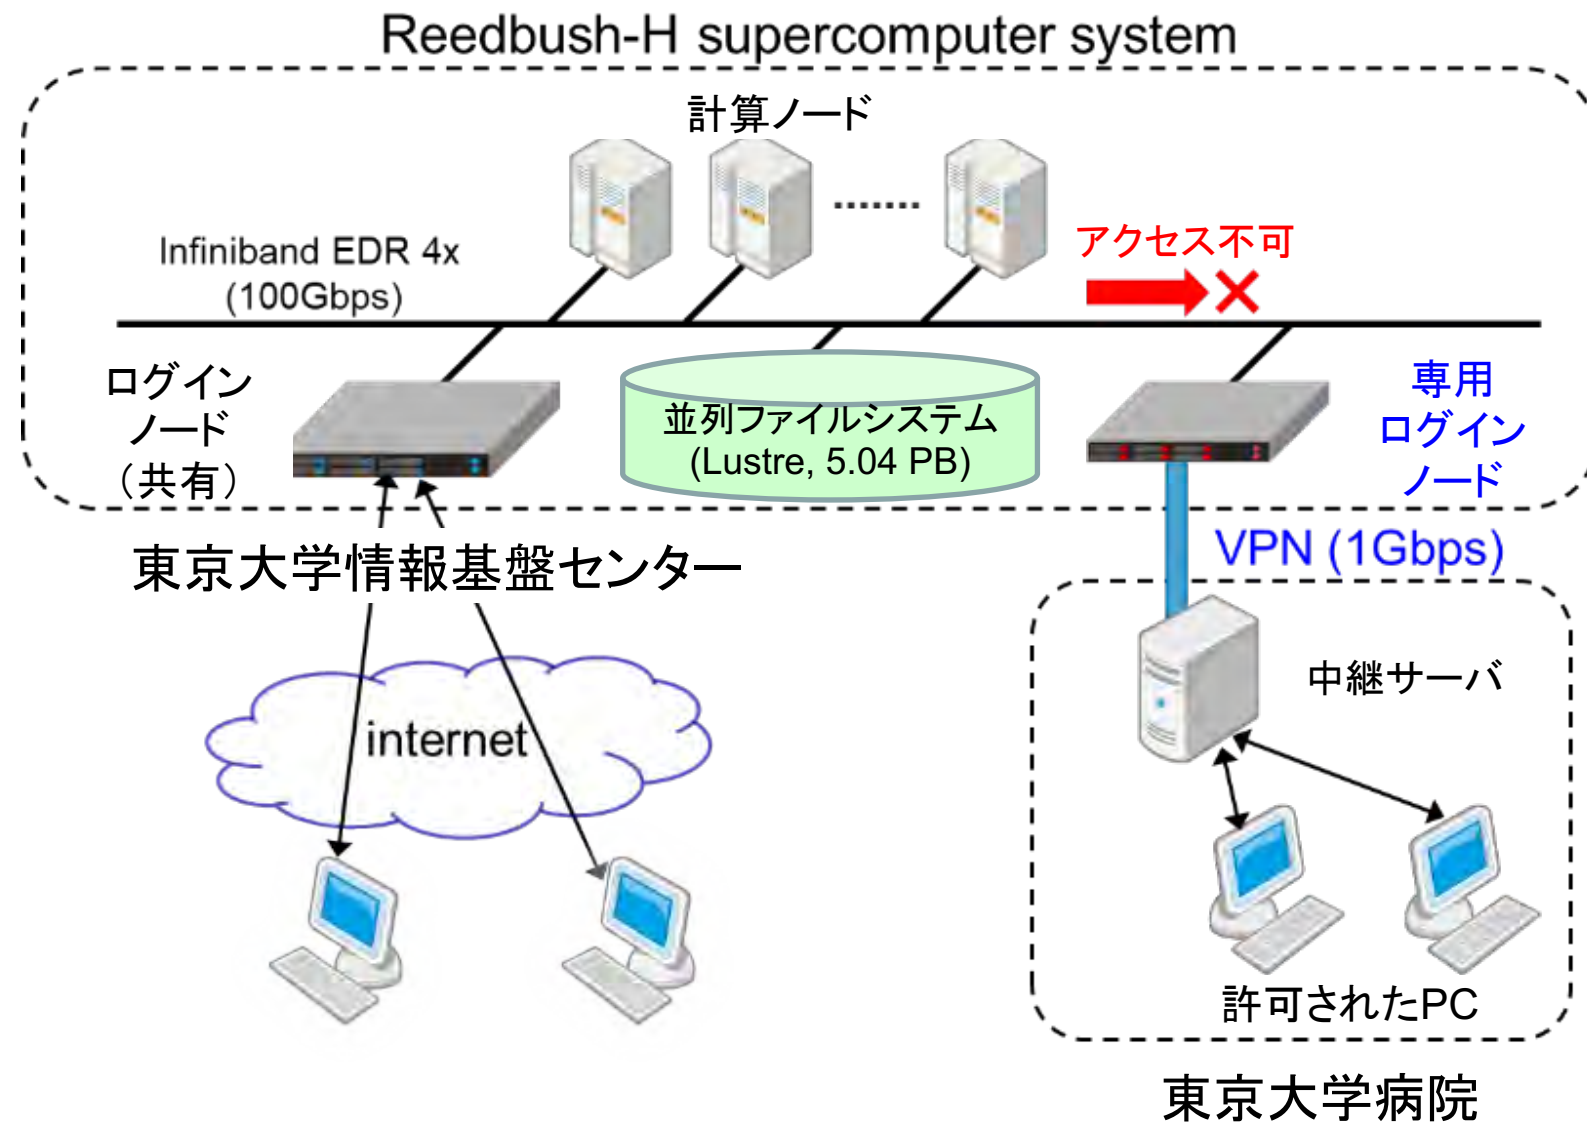 Reedbush-H supercomputer system
計算ノード
.......
アクセス不可
Infiniband EDR 4x
(100Gbps)
ログイン
ノード
（共有）
並列ファイルシステム
(Lustre, 5.04 PB)
専用
ログイン
ノード
東京大学情報基盤センター
VPN (1Gbps)
internet
中継サーバ
許可されたPC
東京大学病院